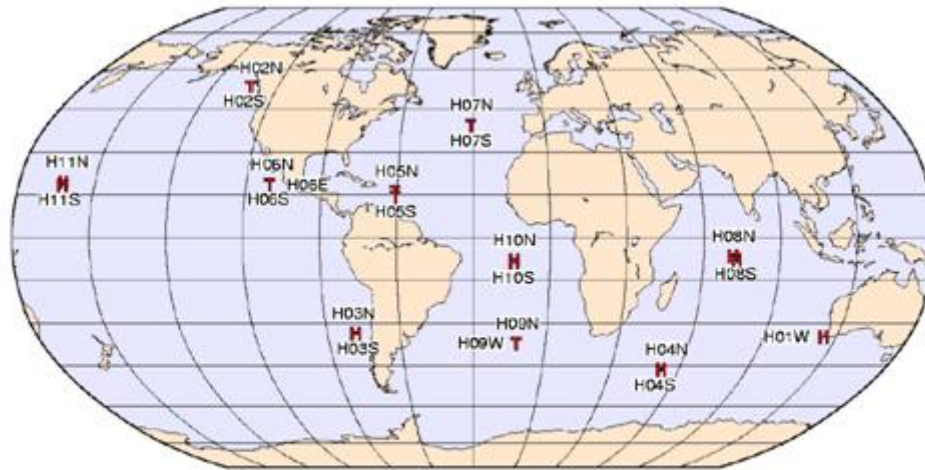 H02N
T
H02S
H07N
T
H07S
H11N
H
H11S
H06N
T H06E
H06S
H05N
T
H05S
H10N
H
H10S
H08N
H
H08S
H03N
H
H03S
H09N
H09W T
H01W H
H04N
H
H04S